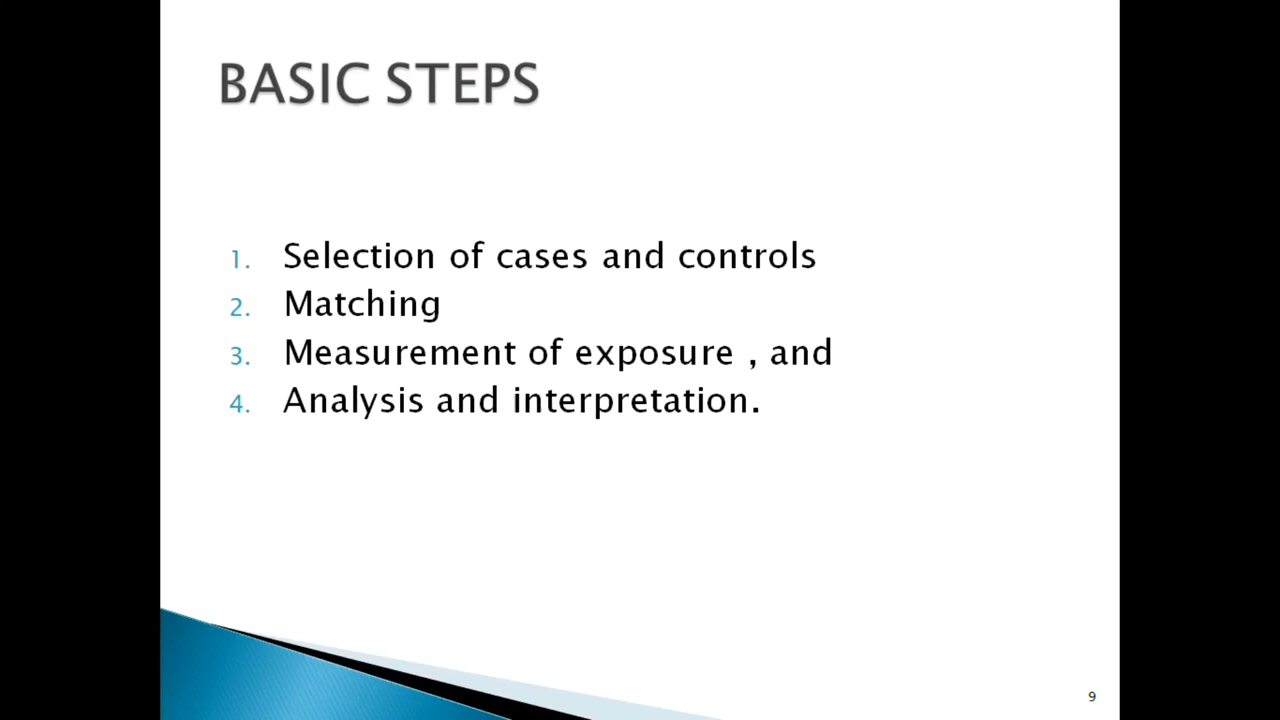 BASIC STEPS
1. Selection of cases and controls
2. Matching
3. Measurement of exposure , and
4. Analysis and interpretation.
9